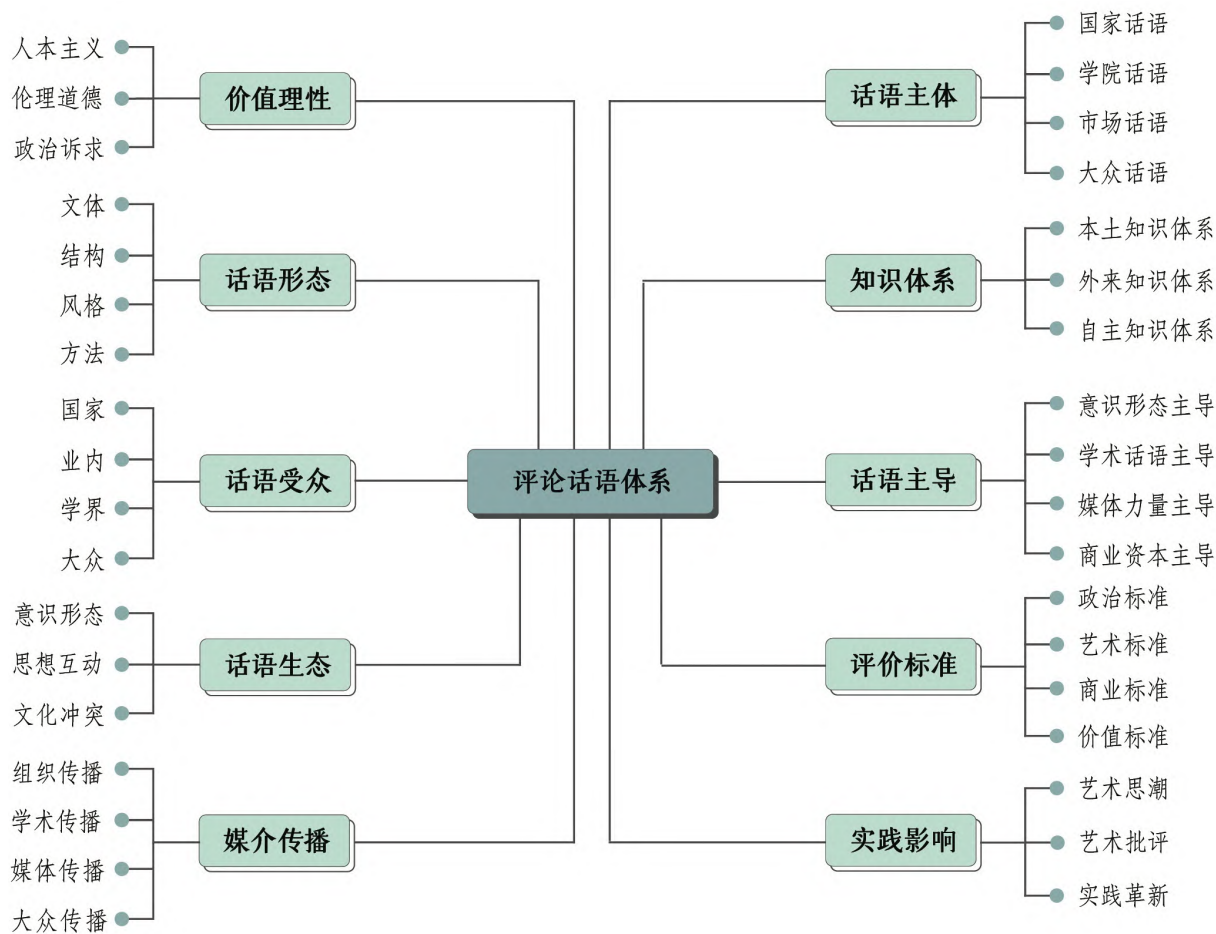 人本主义
伦理道德
政治诉求
价值理性
文体
结构
风格
方法
话语形态
国家
业内
学界
大众
话语受众
意识形态
思想互动
文化冲突
话语生态
组织传播
学术传播
媒体传播
大众传播
媒介传播
评论话语体系
话语主体
国家话语
学院话语
市场话语
大众话语
知识体系
本土知识体系
外来知识体系
自主知识体系
话语主导
意识形态主导
学术话语主导
媒体力量主导
商业资本主导
评价标准
政治标准
艺术标准
商业标准
价值标准
实践影响
艺术思潮
艺术批评
实践革新